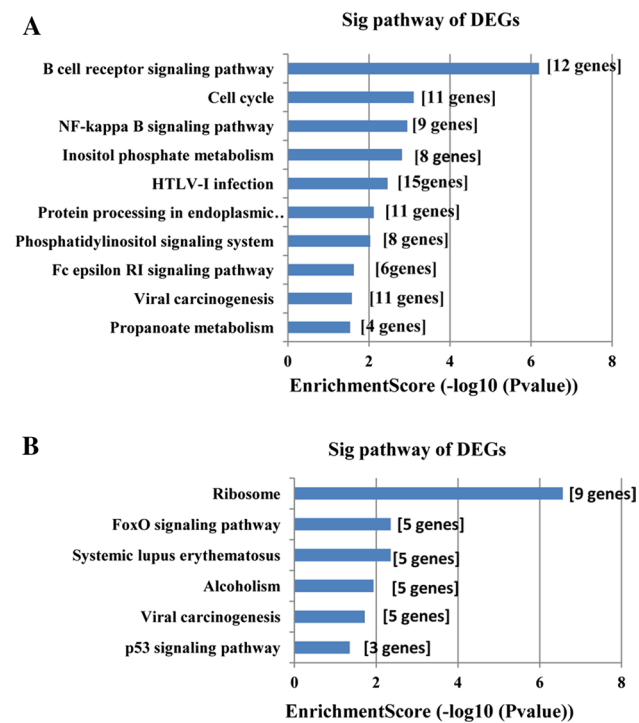 A
Sig pathway of DEGs
B cell receptor signaling pathway [12 genes]
Cell cycle [11 genes]
NF-kappa B signaling pathway [9 genes]
Inositol phosphate metabolism [8 genes]
HTLV-I infection [15genes]
Protein processing in endoplasmic.. [11 genes]
Phosphatidylinositol signaling system [8 genes]
Fc epsilon RI signaling pathway [6genes]
Viral carcinogenesis [11 genes]
Propanoate metabolism [4 genes]
0 2 4 6 8
EnrichmentScore (-log10 (Pvalue))
B
Sig pathway of DEGs
Ribosome [9 genes]
FoxO signaling pathway [5 genes]
Systemic lupus erythematosus [5 genes]
Alcoholism [5 genes]
Viral carcinogenesis [5 genes]
p53 signaling pathway [3 genes]
0 2 4 6 8
EnrichmentScore (-log10 (Pvalue))